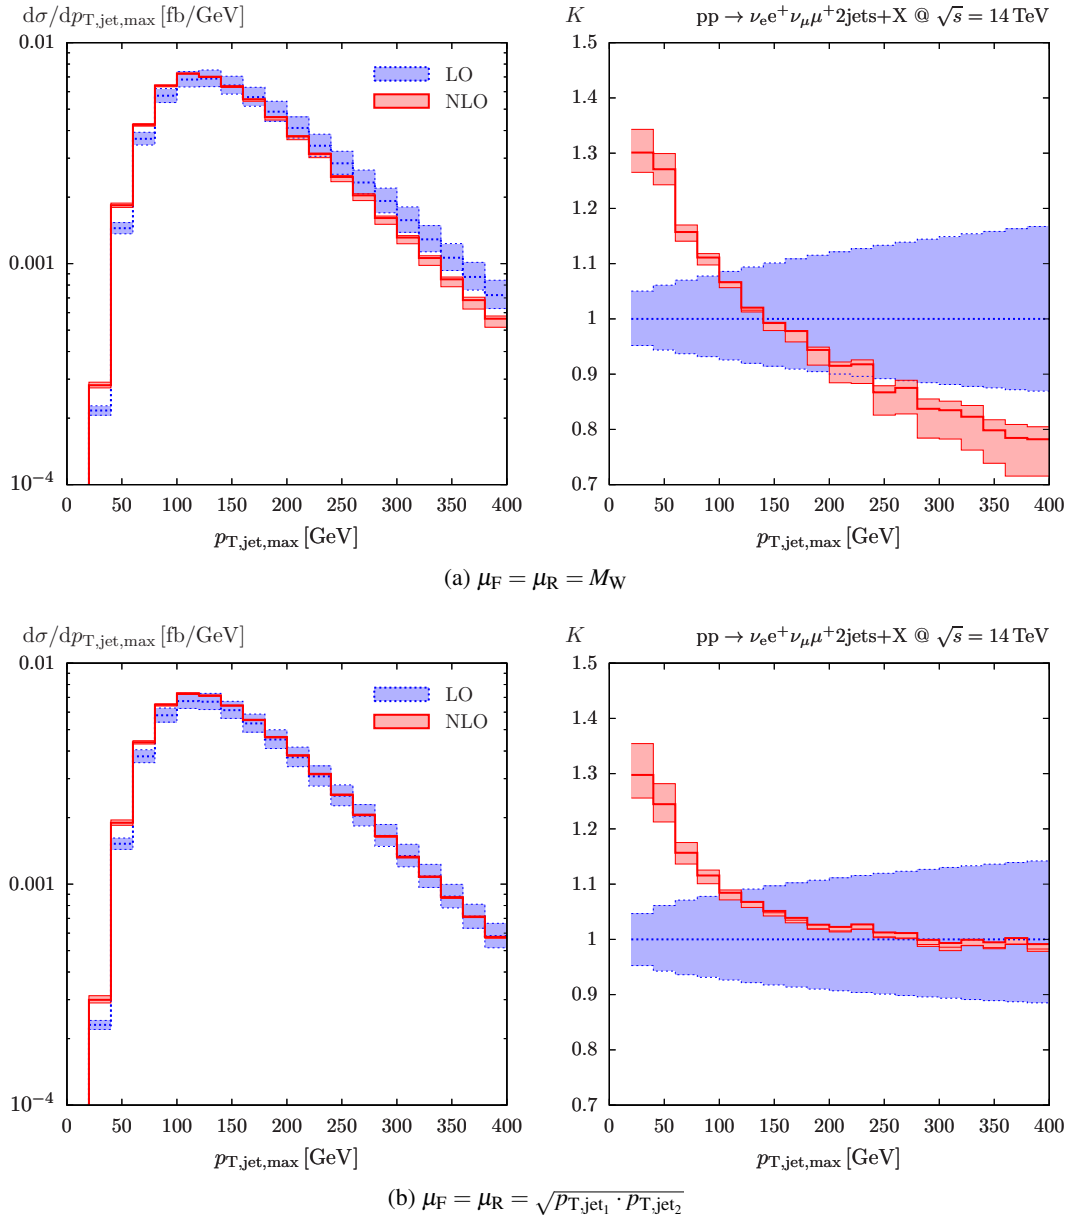 dσ/dp_T,jet,max [fb/GeV]
K
pp → ν_e e⁺ ν_μ μ⁺ 2jets+X @ √s = 14 TeV
0.01
0.001
10⁻⁴
LO
NLO
0 50 100 150 200 250 300 350 400
p_T,jet,max [GeV]
1.5
1.4
1.3
1.2
1.1
1
0.9
0.8
0.7
0 50 100 150 200 250 300 350 400
p_T,jet,max [GeV]
(a) μ_F = μ_R = M_W
dσ/dp_T,jet,max [fb/GeV]
K
pp → ν_e e⁺ ν_μ μ⁺ 2jets+X @ √s = 14 TeV
0.01
0.001
10⁻⁴
LO
NLO
0 50 100 150 200 250 300 350 400
p_T,jet,max [GeV]
1.5
1.4
1.3
1.2
1.1
1
0.9
0.8
0.7
0 50 100 150 200 250 300 350 400
p_T,jet,max [GeV]
(b) μ_F = μ_R = √(p_T,jet₁ · p_T,jet₂)